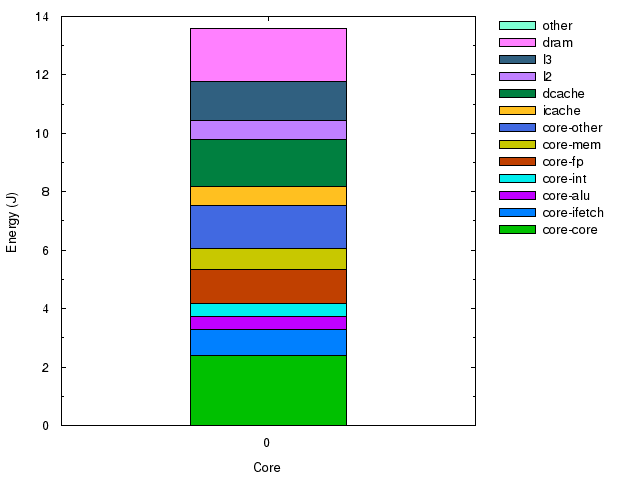 14
12
10
8
6
4
2
0
Energy (J)
0
Core
other
dram
l3
l2
dcache
icache
core-other
core-mem
core-fp
core-int
core-alu
core-ifetch
core-core